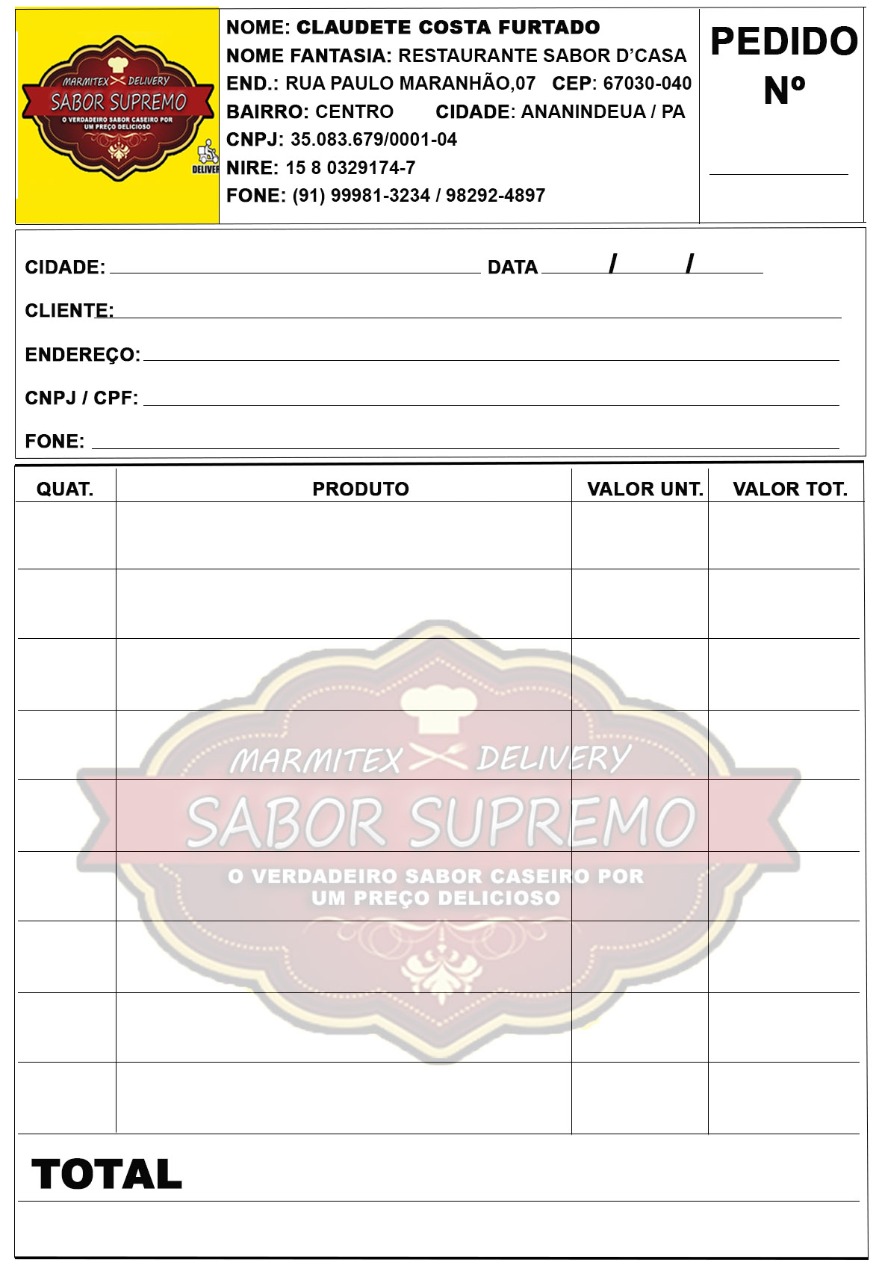 MARMITEX DELIVERY
SABOR SUPREMO
O VERDADEIRO SABOR CASEIRO POR
UM PREÇO DELICIOSO
DELIVER
NOME: CLAUDETE COSTA FURTADO
NOME FANTASIA: RESTAURANTE SABOR D’CASA
END.: RUA PAULO MARANHÃO,07 CEP: 67030-040
BAIRRO: CENTRO CIDADE: ANANINDEUA / PA
CNPJ: 35.083.679/0001-04
NIRE: 15 8 0329174-7
FONE: (91) 99981-3234 / 98292-4897
PEDIDO
Nº
CIDADE: DATA / /
CLIENTE:
ENDEREÇO:
CNPJ / CPF:
FONE:
QUAT. PRODUTO VALOR UNT. VALOR TOT.
MARMITEX DELIVERY
SABOR SUPREMO
O VERDADEIRO SABOR CASEIRO POR
UM PREÇO DELICIOSO
TOTAL